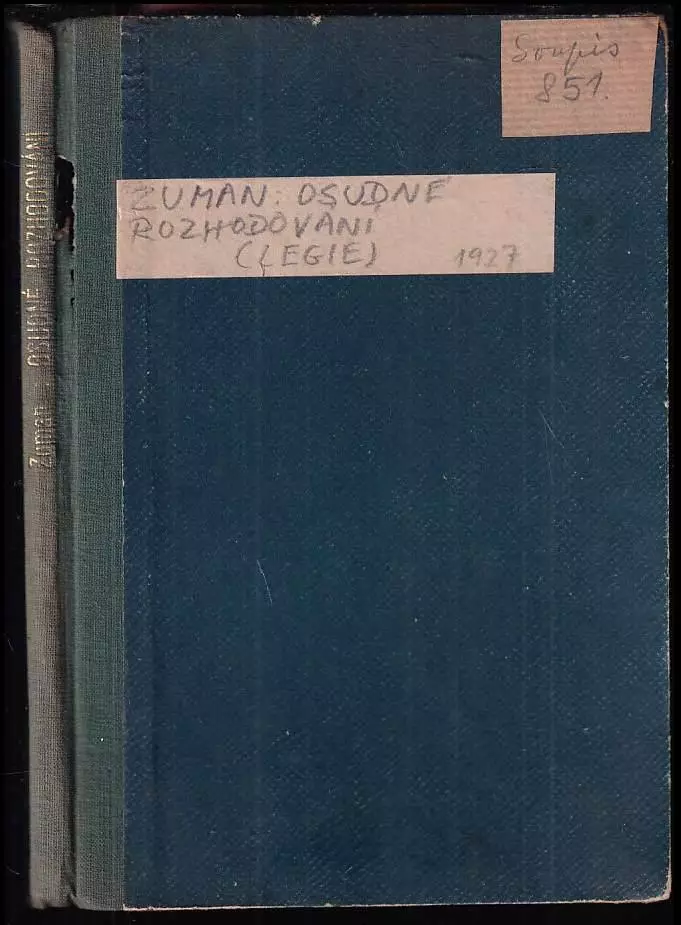 Soupis
851.
ZUMAN: OSUDNÉ
ROZHODOVÁNÍ
(LEGIE) 1927
Zuman . OSUDNÉ ROZHODOVÁNÍ